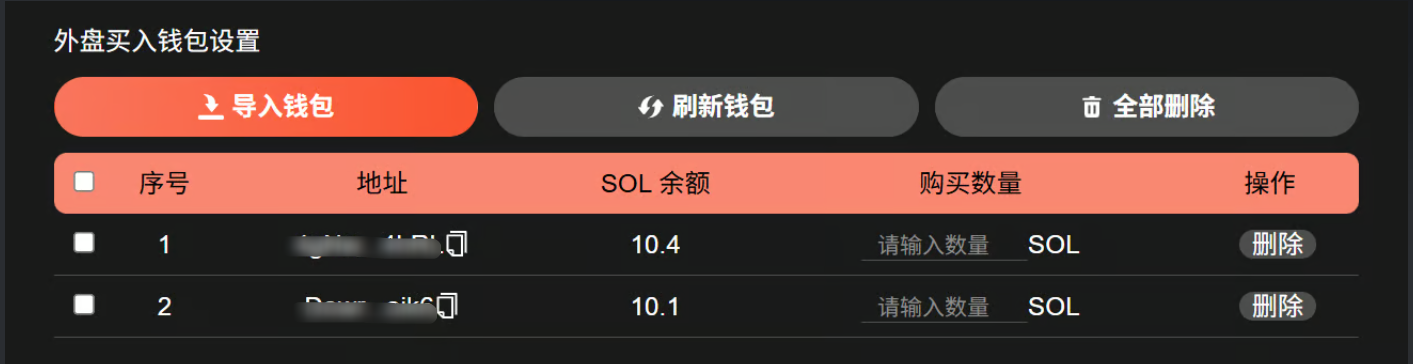 外盘买入钱包设置
导入钱包 刷新钱包 全部删除
序号 地址 SOL 余额 购买数量 操作
1 10.4 请输入数量 SOL 删除
2 10.1 请输入数量 SOL 删除